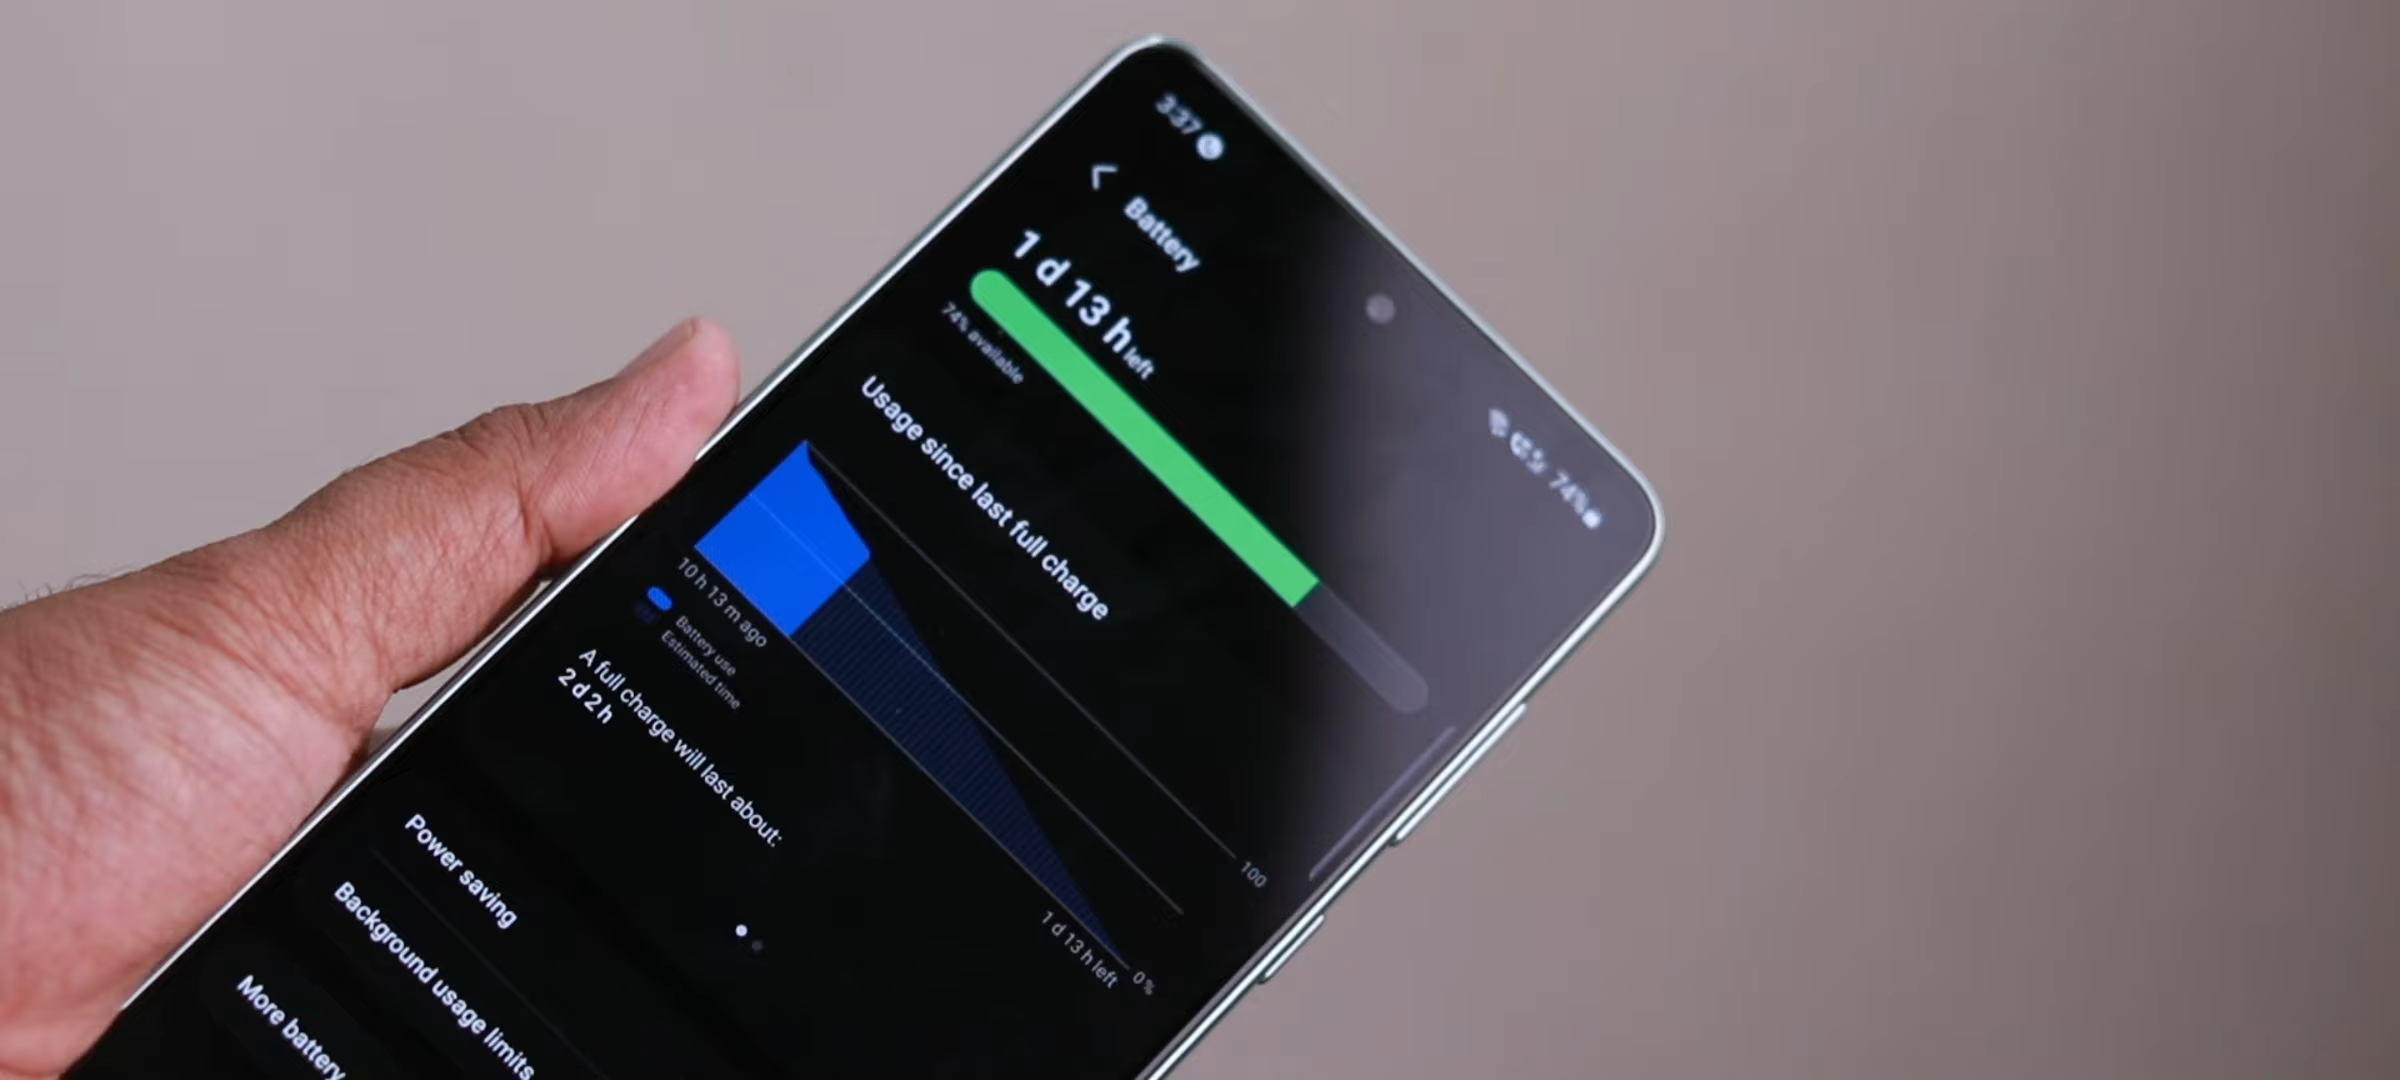 3:37
74%
Battery
1 d 13 h left
74% available
Usage since last full charge
100
0%
10 h 13 m ago
1 d 13 h left
Battery use
Estimated time
A full charge will last about:
2 d 2 h
Power saving
Background usage limits
More battery